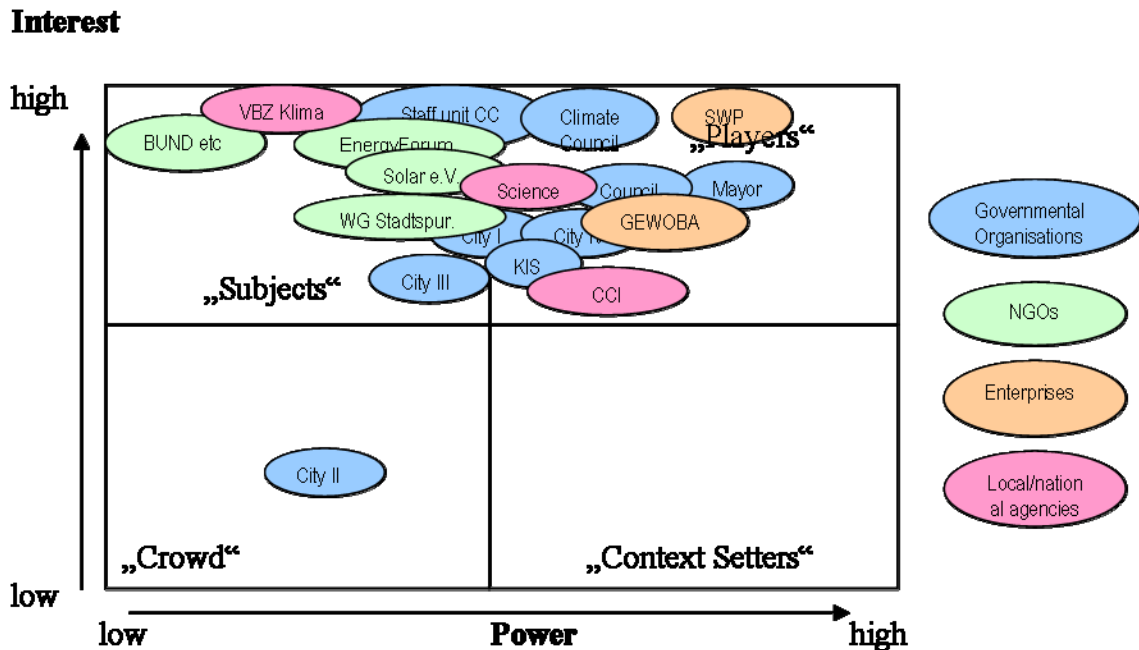 Interest
high
VBZ Klima
Staff unit CC
Climate
Council
SWP
„Players“
BUND etc
EnergyForum
Solar e.V.
Science
Council
Mayor
WG Stadtspur.
City I
GEWOBA
KIS
City III
CCI
„Subjects“
City II
„Crowd“
„Context Setters“
low
low
Power
high
Governmental
Organisations
NGOs
Enterprises
Local/nation
al agencies